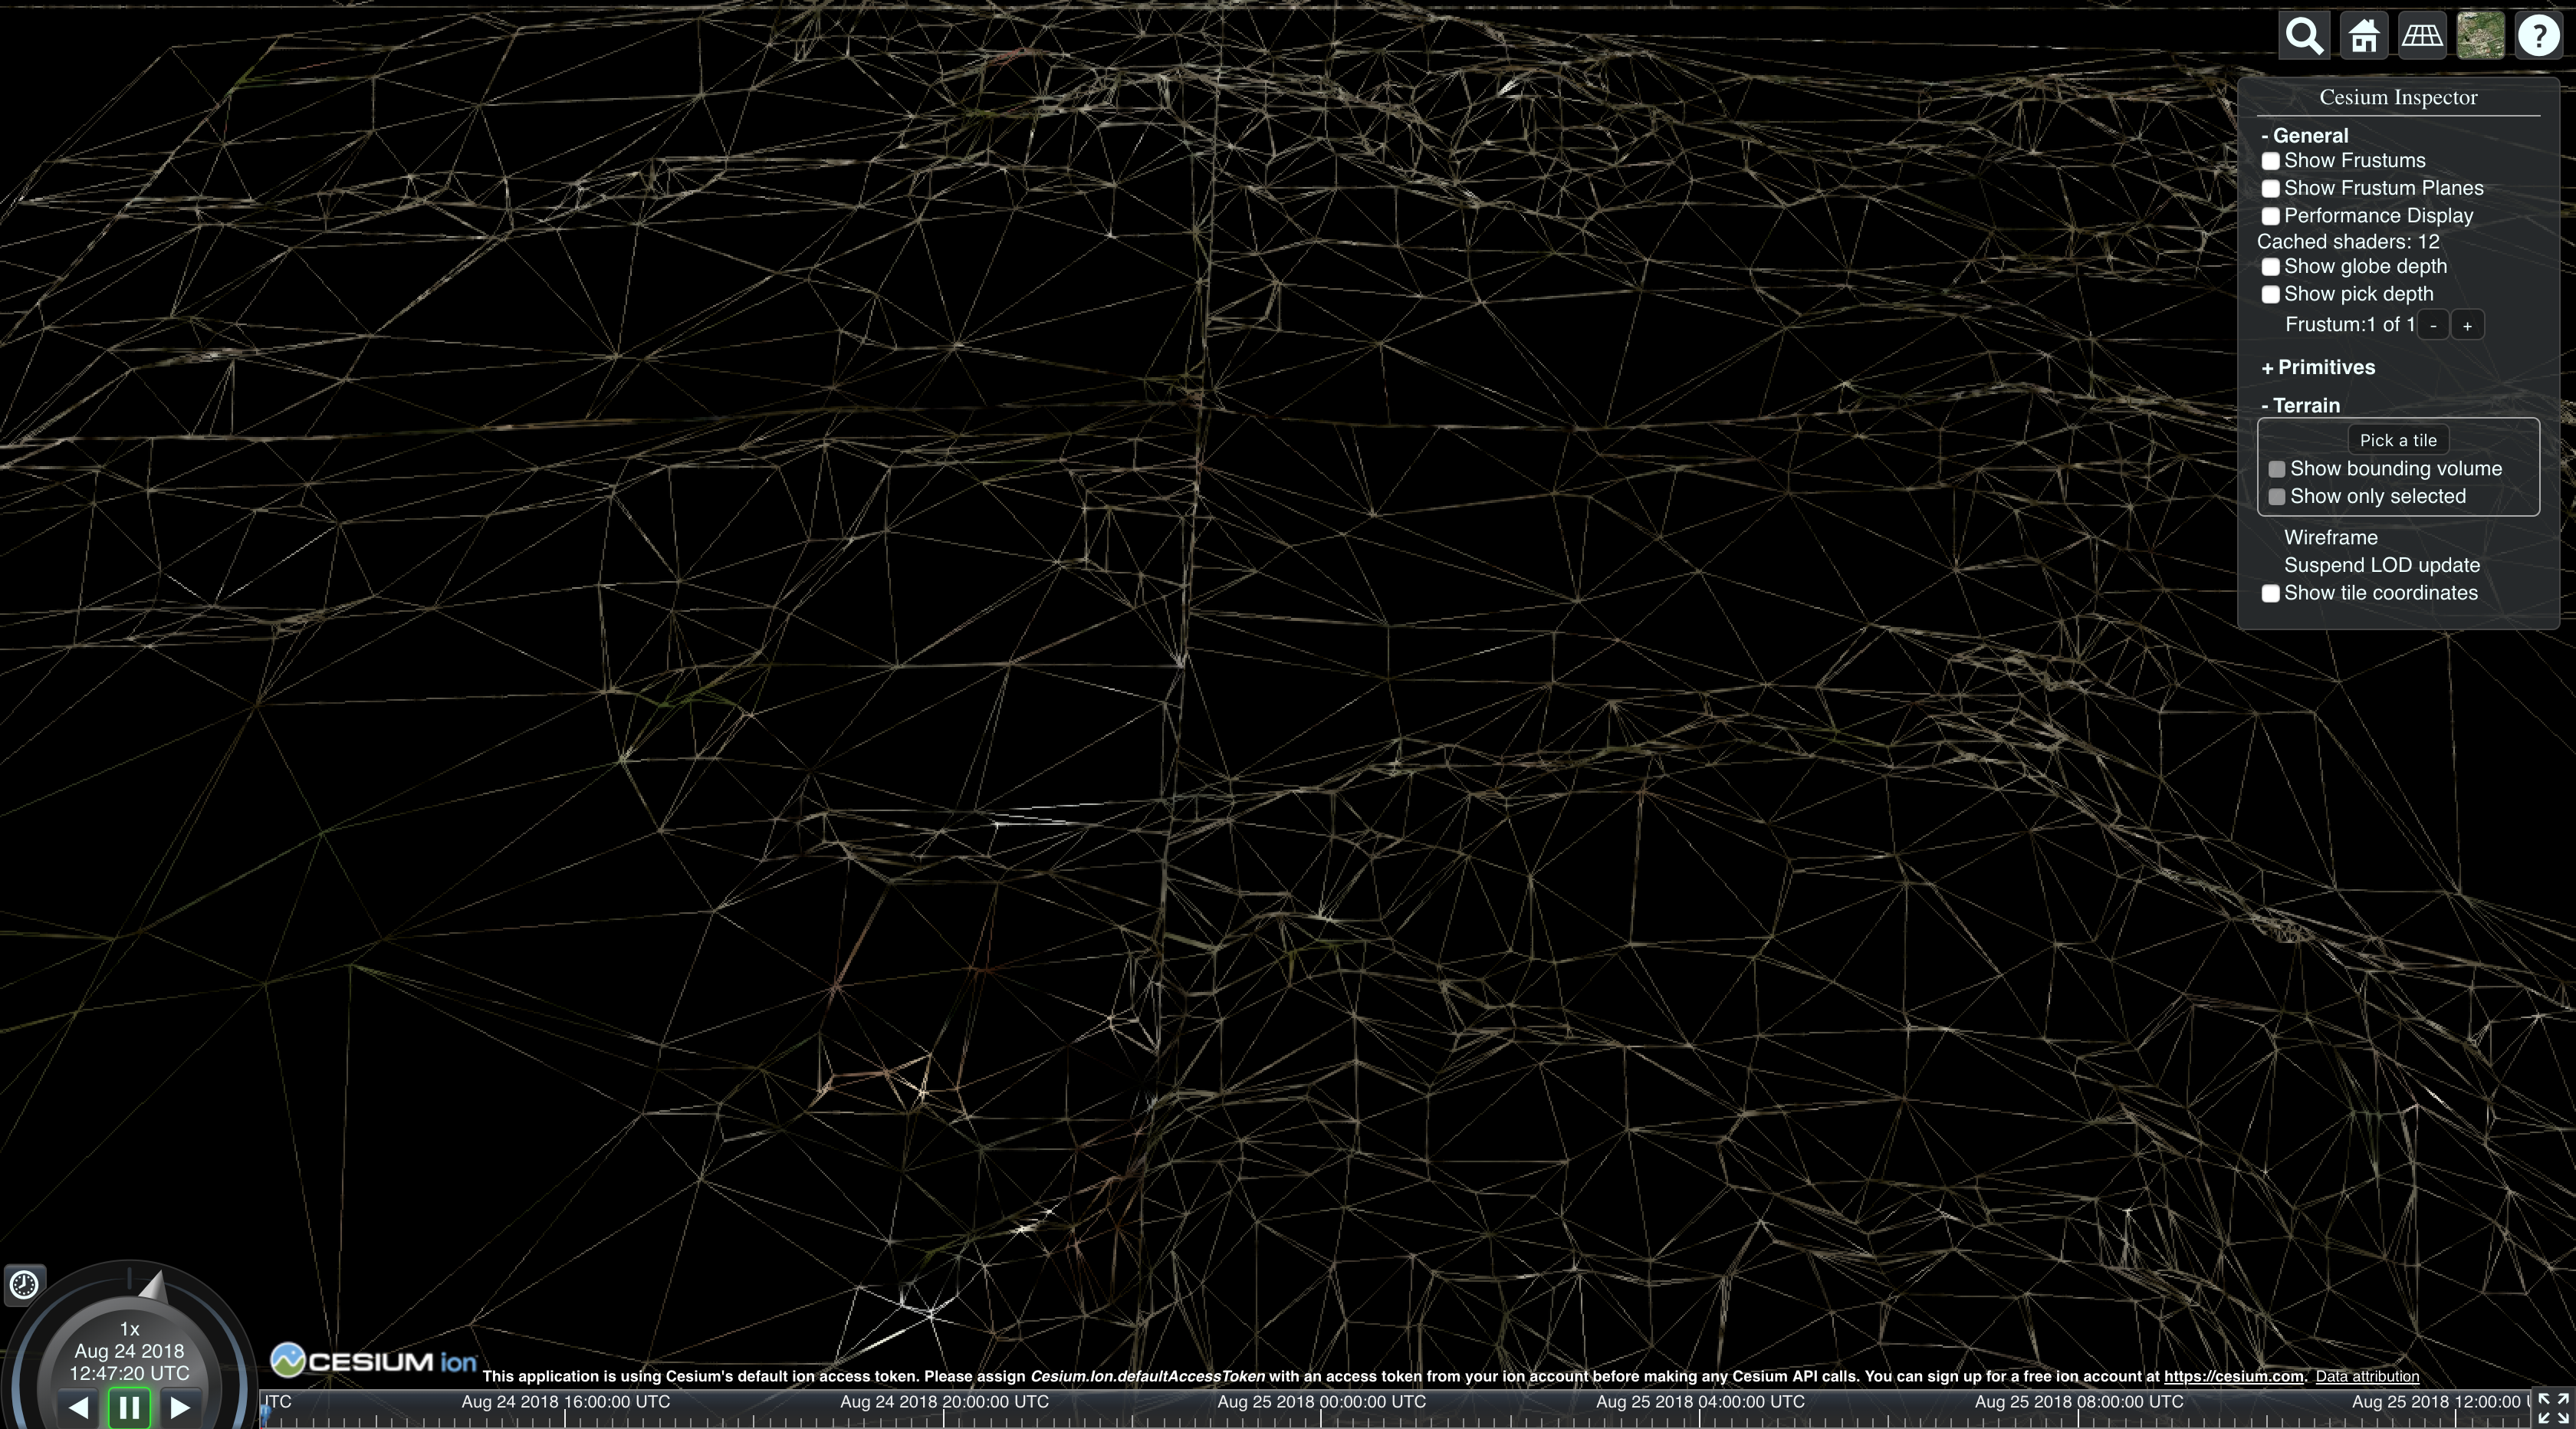 ?
Cesium Inspector
- General
Show Frustums
Show Frustum Planes
Performance Display
Cached shaders: 12
Show globe depth
Show pick depth
Frustum:1 of 1 - +
+ Primitives
- Terrain
Pick a tile
Show bounding volume
Show only selected
Wireframe
Suspend LOD update
Show tile coordinates
1x
Aug 24 2018
12:47:20 UTC
CESIUM ion
This application is using Cesium's default ion access token. Please assign Cesium.Ion.defaultAccessToken with an access token from your ion account before making any Cesium API calls. You can sign up for a free ion account at https://cesium.com. Data attribution
Aug 24 2018 16:00:00 UTC Aug 24 2018 20:00:00 UTC Aug 25 2018 00:00:00 UTC Aug 25 2018 04:00:00 UTC Aug 25 2018 08:00:00 UTC Aug 25 2018 12:00:00